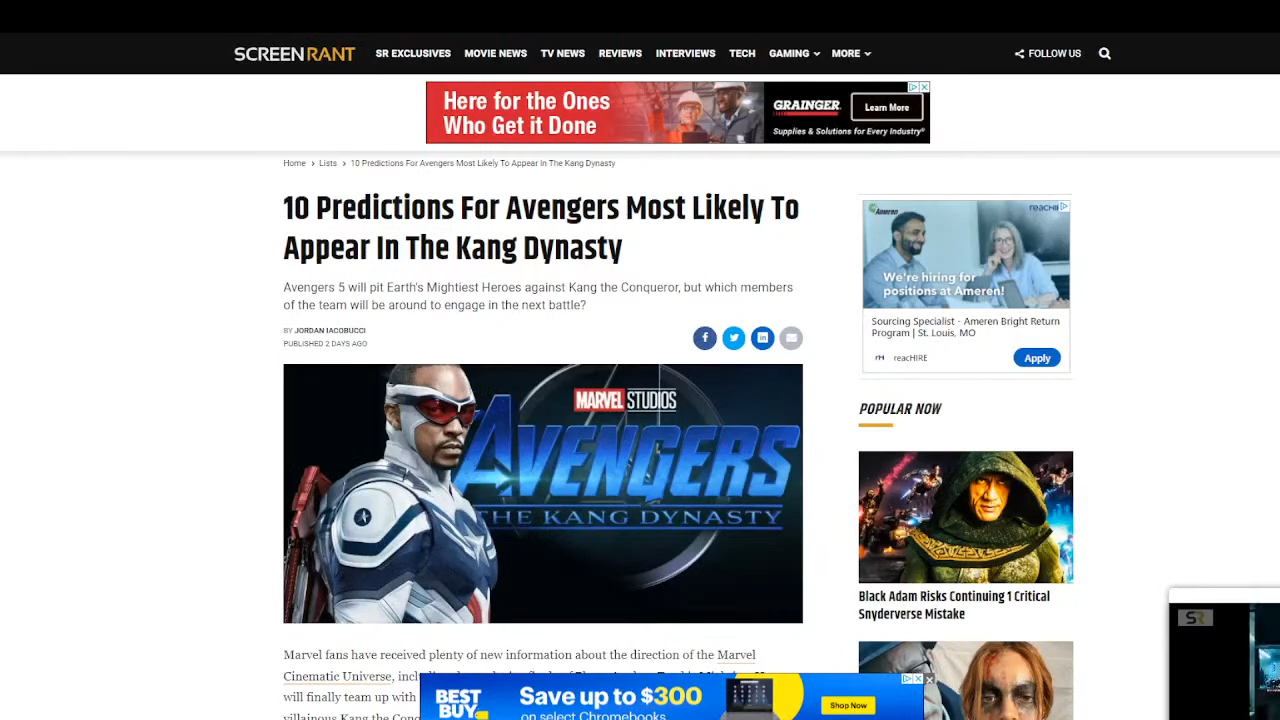 SCREENRANT
SR EXCLUSIVES
MOVIE NEWS
TV NEWS
REVIEWS
INTERVIEWS
TECH
GAMING
MORE
FOLLOW US
Here for the Ones
Who Get it Done
GRAINGER
Learn More
Supplies & Solutions for Every Industry®
Home > Lists > 10 Predictions For Avengers Most Likely To Appear In The Kang Dynasty
10 Predictions For Avengers Most Likely To
Appear In The Kang Dynasty
Avengers 5 will pit Earth's Mightiest Heroes against Kang the Conqueror, but which members
of the team will be around to engage in the next battle?
BY JORDAN IACOBUCCI
PUBLISHED 2 DAYS AGO
MARVEL STUDIOS
AVENGERS
THE KANG DYNASTY
Marvel fans have received plenty of new information about the direction of the Marvel
Cinematic Universe, 
will finally team up with
villainous Kang the
Ameren
We're hiring for
positions at Ameren!
Sourcing Specialist - Ameren Bright Return
Program | St. Louis, MO
rH reacHIRE
Apply
POPULAR NOW
Black Adam Risks Continuing 1 Critical
Snyderverse Mistake
SR
BEST
BUY
Save up to $300
on select Chromebooks
Shop Now